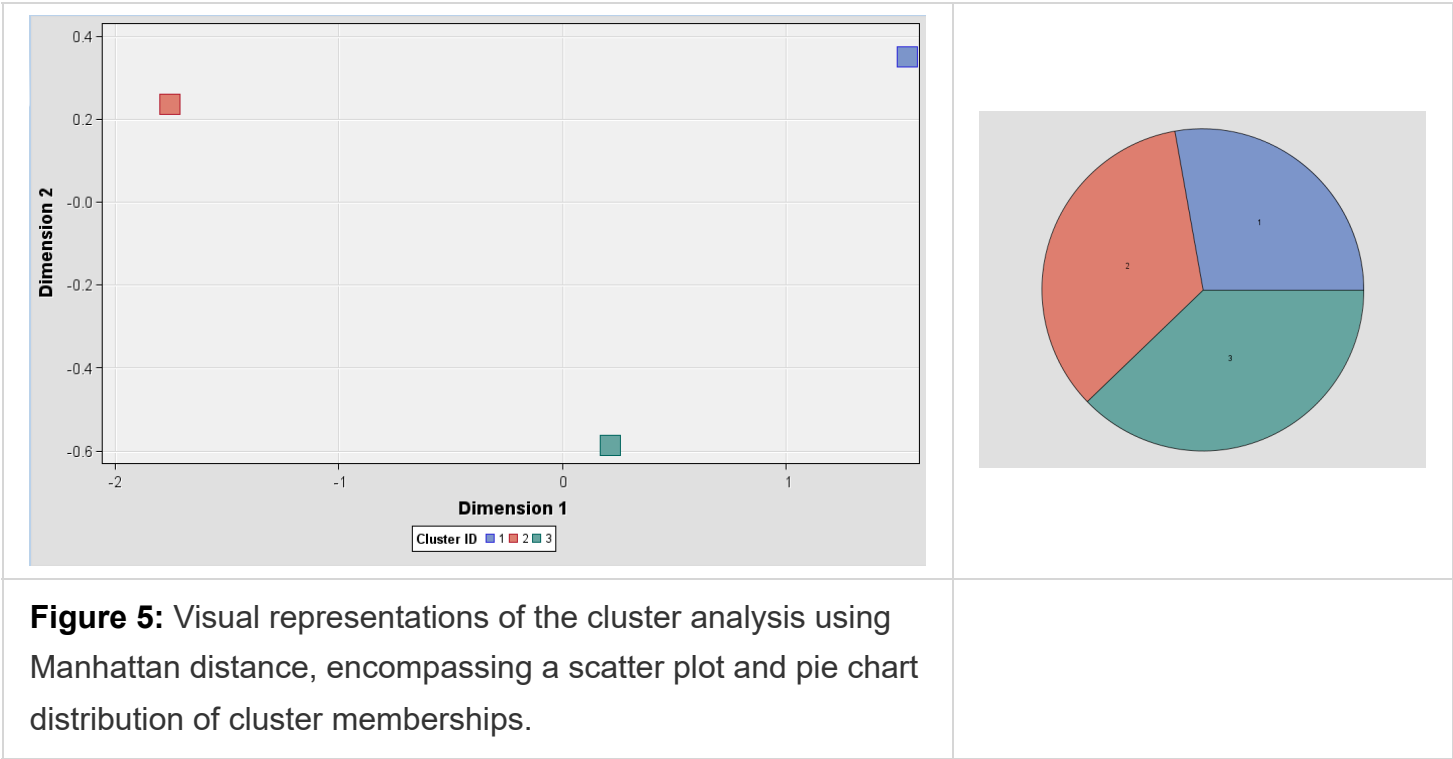 0.4
0.2
-0.0
-0.2
-0.4
-0.6
Dimension 2
-2 -1 0 1
Dimension 1
Cluster ID 1 2 3
1
2
3
Figure 5: Visual representations of the cluster analysis using
Manhattan distance, encompassing a scatter plot and pie chart
distribution of cluster memberships.